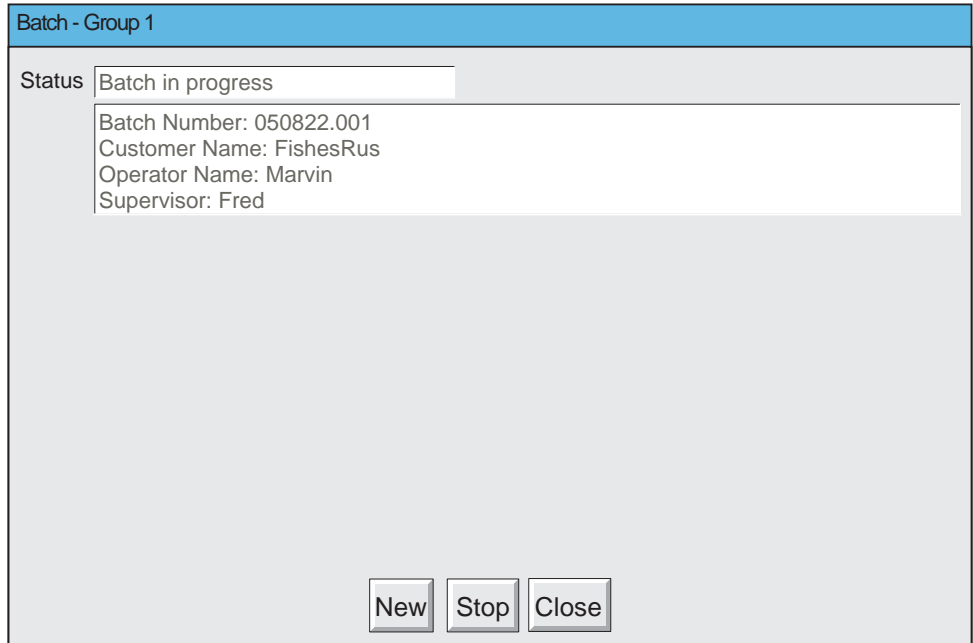 Batch - Group 1
Status Batch in progress
Batch Number: 050822.001
Customer Name: FishesRus
Operator Name: Marvin
Supervisor: Fred
New Stop Close